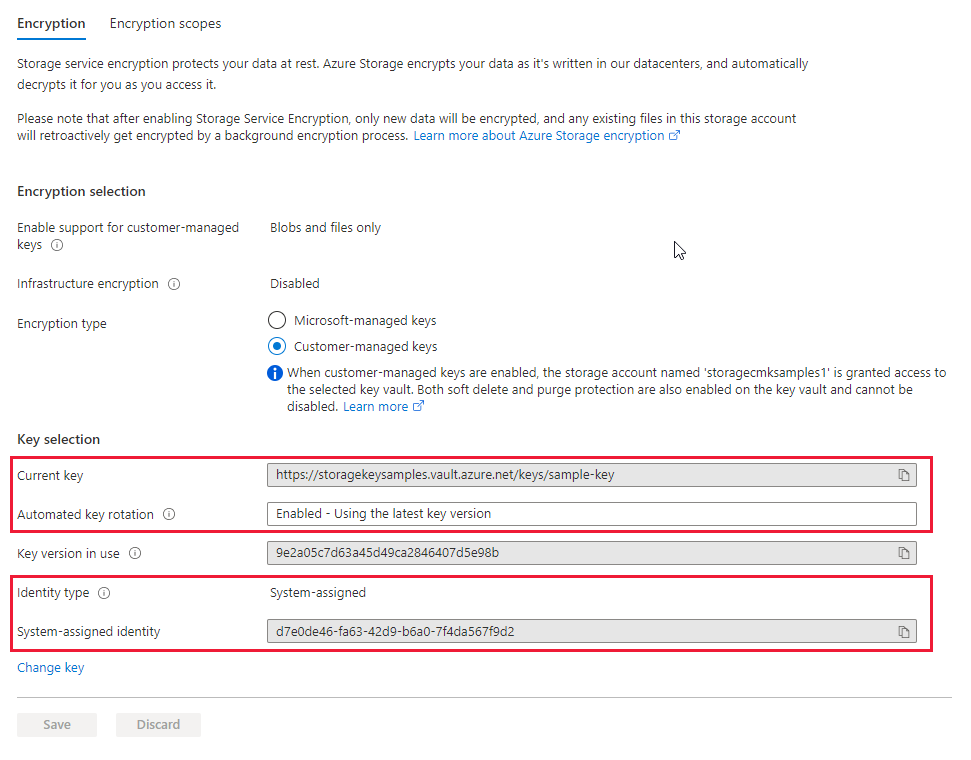 Encryption Encryption scopes
Storage service encryption protects your data at rest. Azure Storage encrypts your data as it's written in our datacenters, and automatically
decrypts it for you as you access it.
Please note that after enabling Storage Service Encryption, only new data will be encrypted, and any existing files in this storage account
will retroactively get encrypted by a background encryption process. Learn more about Azure Storage encryption
Encryption selection
Enable support for customer-managed
keys
Blobs and files only
Infrastructure encryption Disabled
Encryption type
Microsoft-managed keys
Customer-managed keys
When customer-managed keys are enabled, the storage account named 'storagecmksamples1' is granted access to
the selected key vault. Both soft delete and purge protection are also enabled on the key vault and cannot be
disabled. Learn more
Key selection
Current key https://storagekeysamples.vault.azure.net/keys/sample-key
Automated key rotation Enabled - Using the latest key version
Key version in use 9e2a05c7d63a45d49ca2846407d5e98b
Identity type System-assigned
System-assigned identity d7e0de46-fa63-42d9-b6a0-7f4da567f9d2
Change key
Save Discard